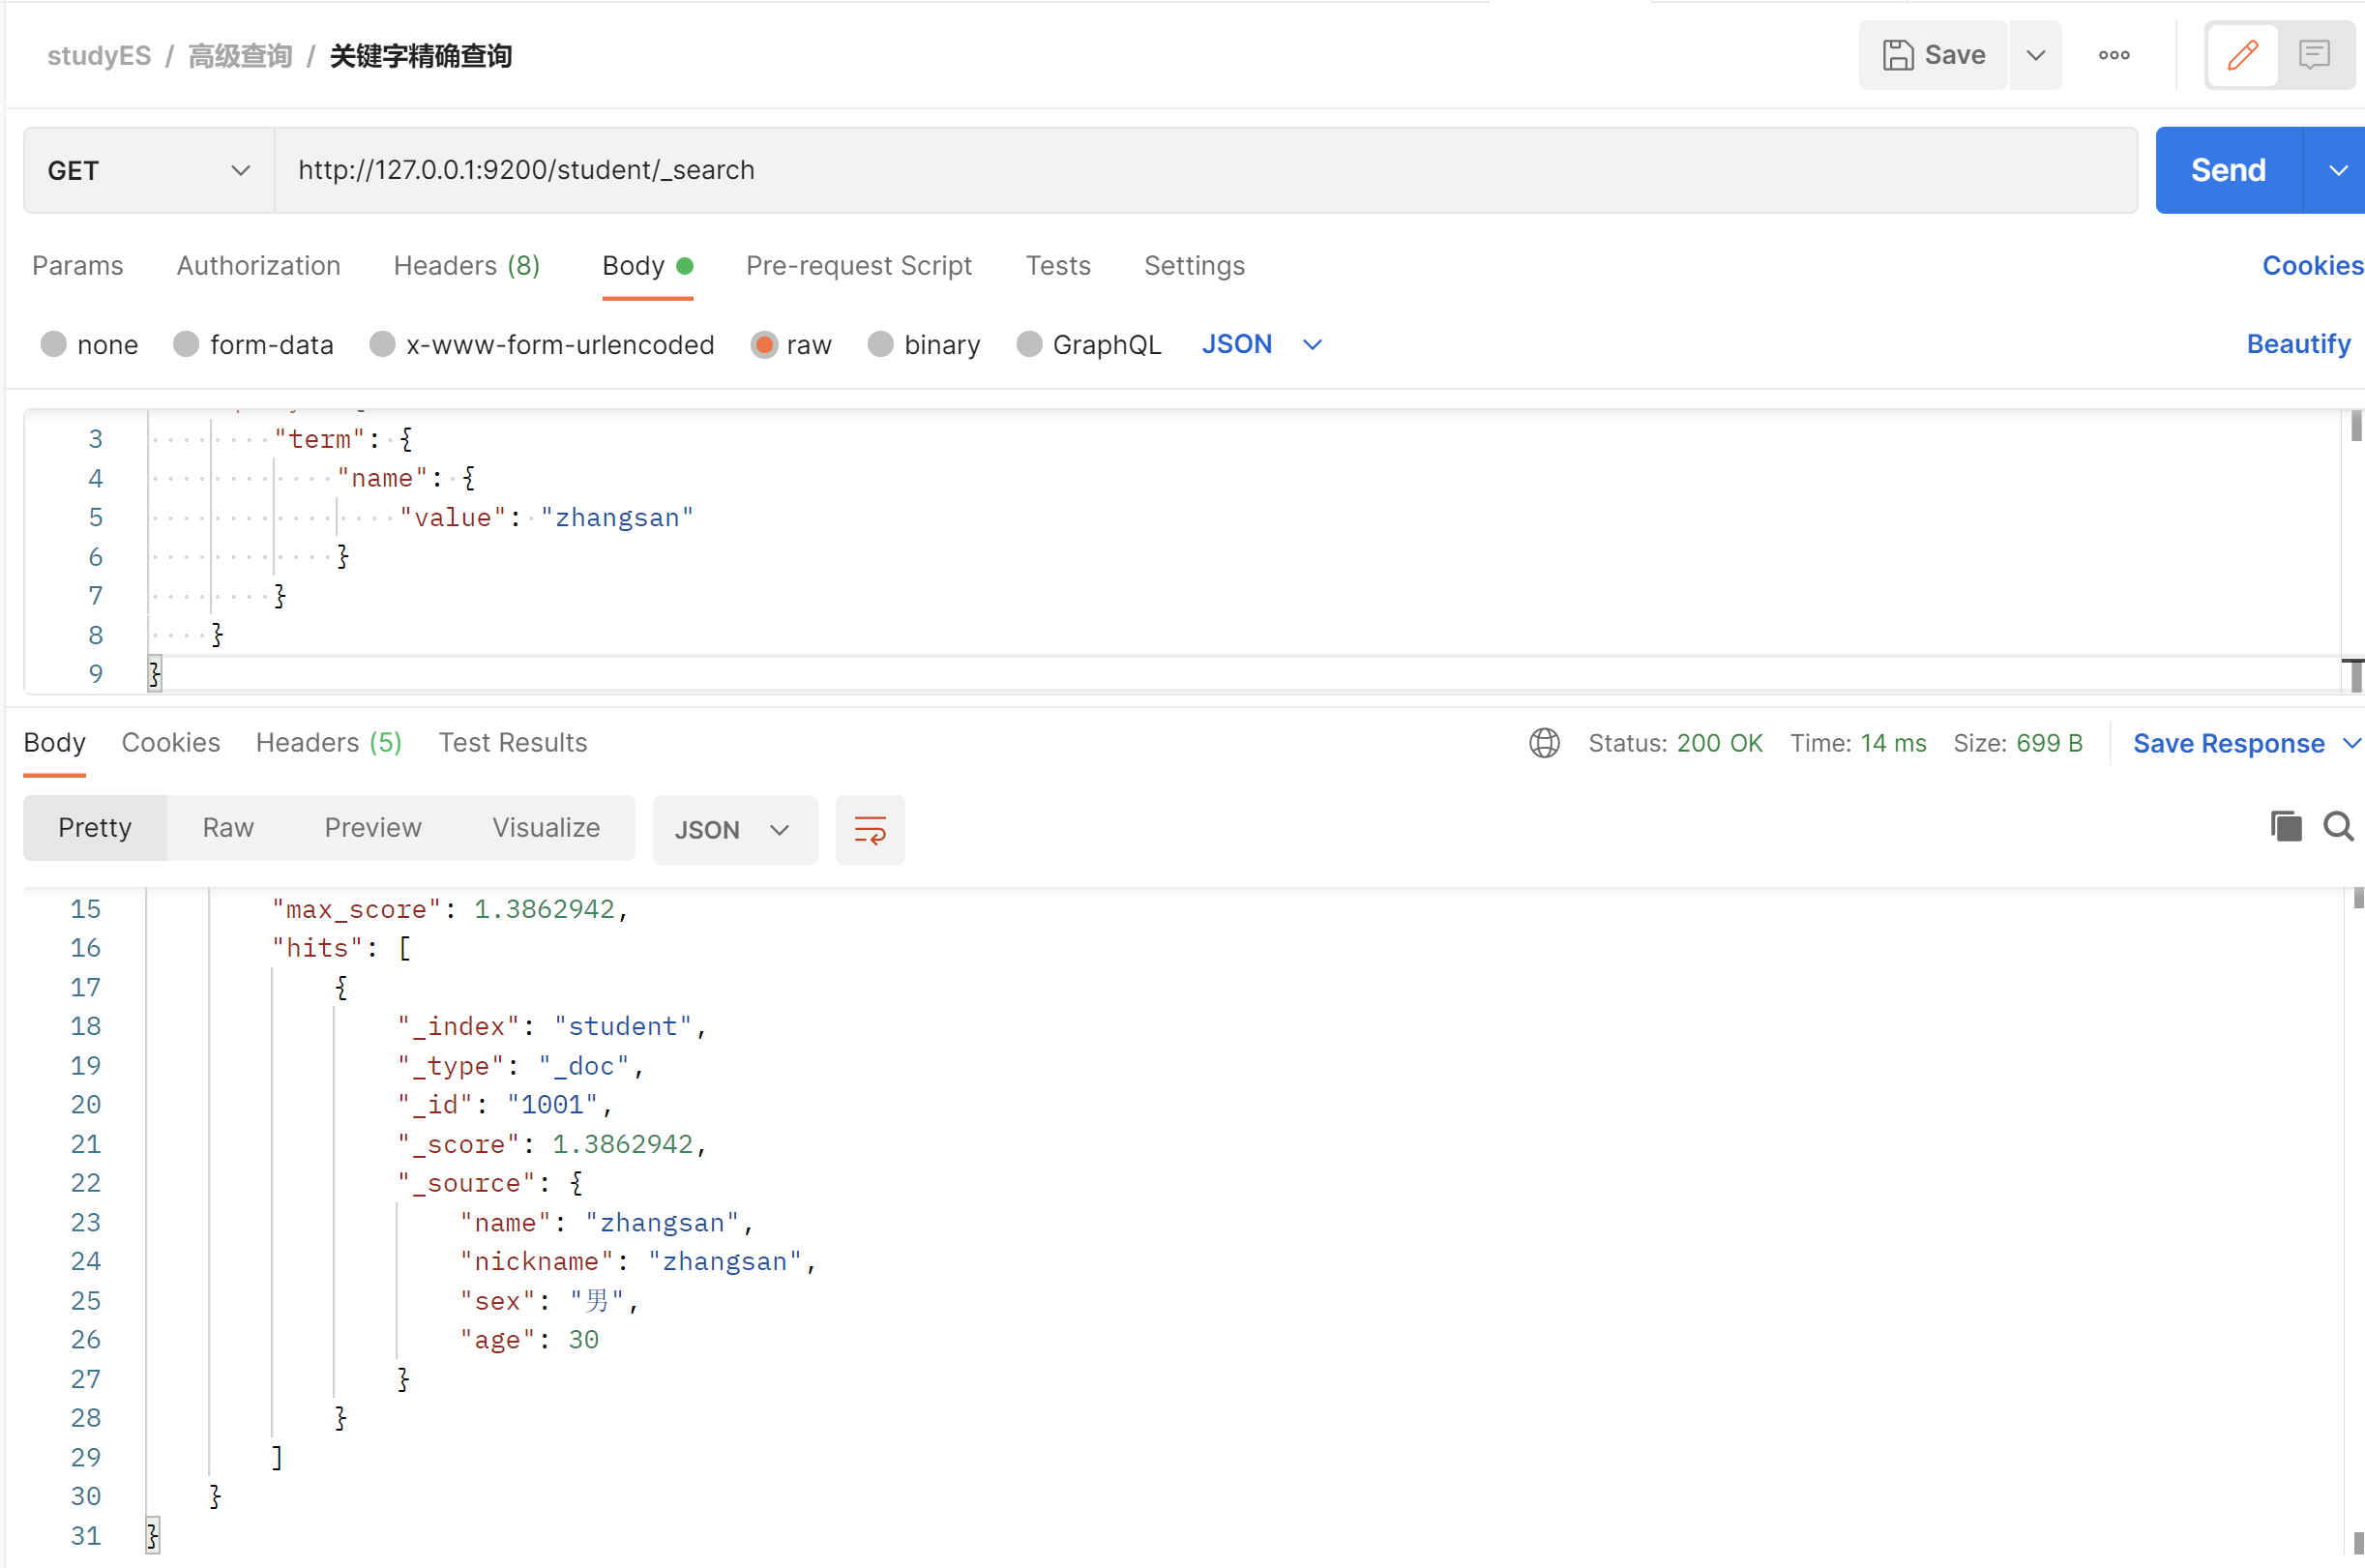 studyES / 高级查询 / 关键字精确查询
Save
GET
http://127.0.0.1:9200/student/_search
Send
Params Authorization Headers (8) Body Pre-request Script Tests Settings Cookies
none form-data x-www-form-urlencoded raw binary GraphQL JSON Beautify
3 "term": {
4 "name": {
5 "value": "zhangsan"
6 }
7 }
8 }
9 }
Body Cookies Headers (5) Test Results Status: 200 OK Time: 14 ms Size: 699 B Save Response
Pretty Raw Preview Visualize JSON
15 "max_score": 1.3862942,
16 "hits": [
17 {
18 "_index": "student",
19 "_type": "_doc",
20 "_id": "1001",
21 "_score": 1.3862942,
22 "_source": {
23 "name": "zhangsan",
24 "nickname": "zhangsan",
25 "sex": "男",
26 "age": 30
27 }
28 }
29 ]
30 }
31 }